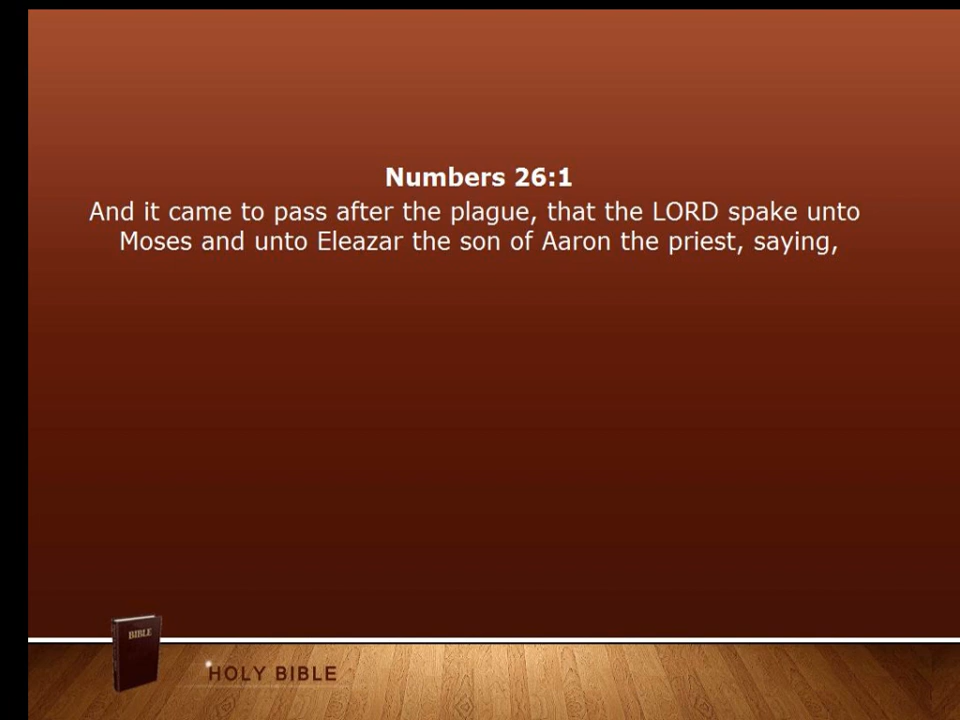 Numbers 26:1
And it came to pass after the plague, that the LORD spake unto
Moses and unto Eleazar the son of Aaron the priest, saying,
BIBLE
HOLY BIBLE